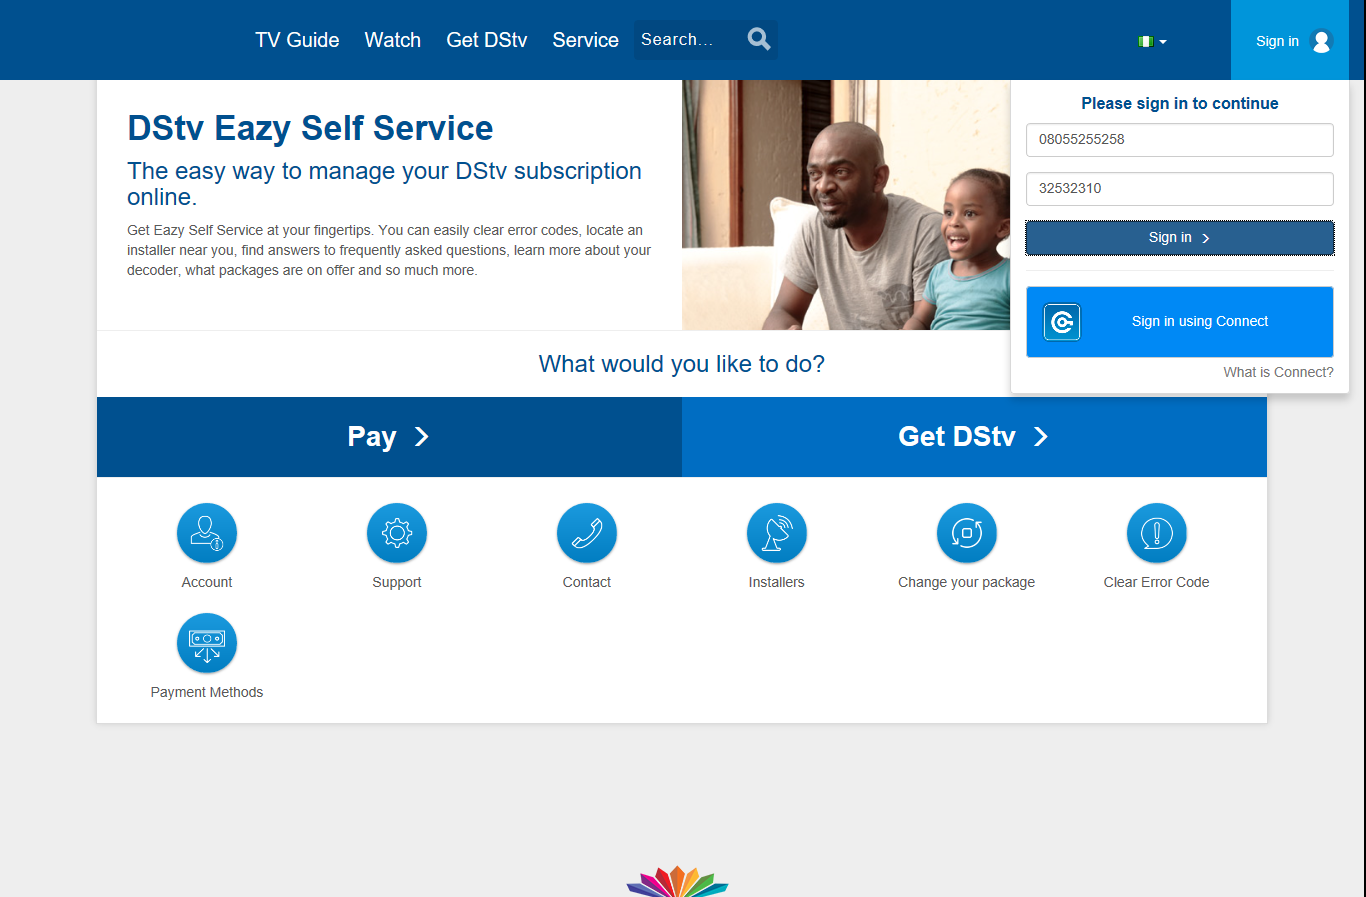 TV Guide Watch Get DStv Service Search... Sign in
Please sign in to continue
08055255258
32532310
Sign in
Sign in using Connect
What is Connect?
DStv Eazy Self Service
The easy way to manage your DStv subscription
online.
Get Eazy Self Service at your fingertips. You can easily clear error codes, locate an
installer near you, find answers to frequently asked questions, learn more about your
decoder, what packages are on offer and so much more.
What would you like to do?
Pay Get DStv
Account Support Contact Installers Change your package Clear Error Code
Payment Methods